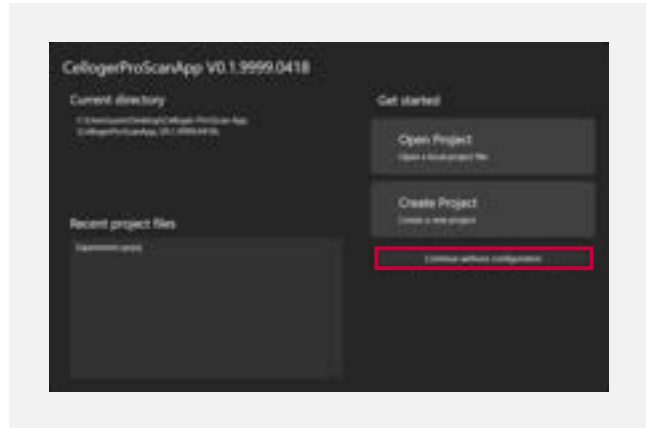 CellogerProScanApp V0.1.9999.0418
Current directory
Recent project files
Get started
Open Project
Open a local project file
Create Project
Create a new project
Continue without configuration